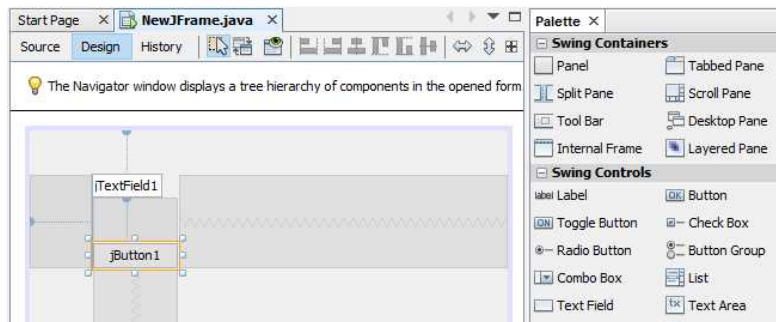 Start Page
NewJFrame.java
Source Design History
The Navigator window displays a tree hierarchy of components in the opened form
jTextField1
jButton1
Palette
Swing Containers
Panel Tabbed Pane
Split Pane Scroll Pane
Tool Bar Desktop Pane
Internal Frame Layered Pane
Swing Controls
label Label OK Button
ON Toggle Button Check Box
Radio Button Button Group
Combo Box List
Text Field tx Text Area